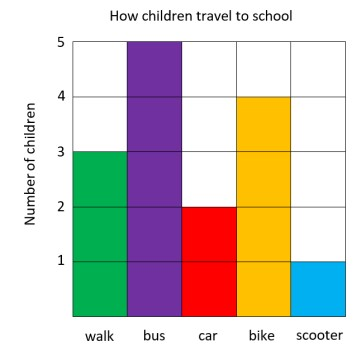 How children travel to school
Number of children
5
4
3
2
1
walk bus car bike scooter